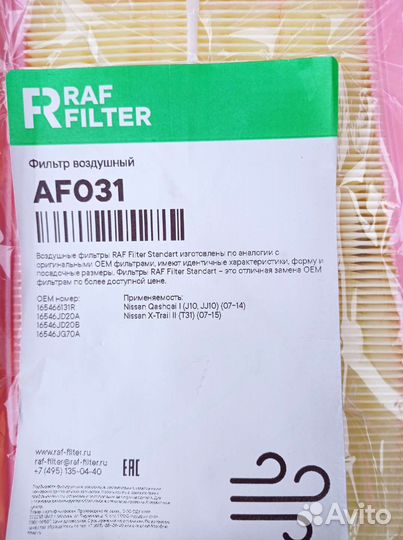 RAF
FILTER
Фильтр воздушный
AF031
Воздушные фильтры RAF Filter Standart изготовлены по аналогии с
оригинальными OEM фильтрами, имеют идентичные характеристики, форму и
посадочные размеры. Фильтры RAF Filter Standart – это отличная замена OEM
фильтрам по более доступной цене.
OEM номер:
165466131R
16546JD20A
16546JD20B
16546JG70A
Применяемость:
Nissan Qashqai I (J10, JJ10) (07-14)
Nissan X-Trail II (T31) (07-15)
www.raf-filter.ru
raf-filter@raf-filter.ru
+7 (495) 135-04-40
EAC
Avito